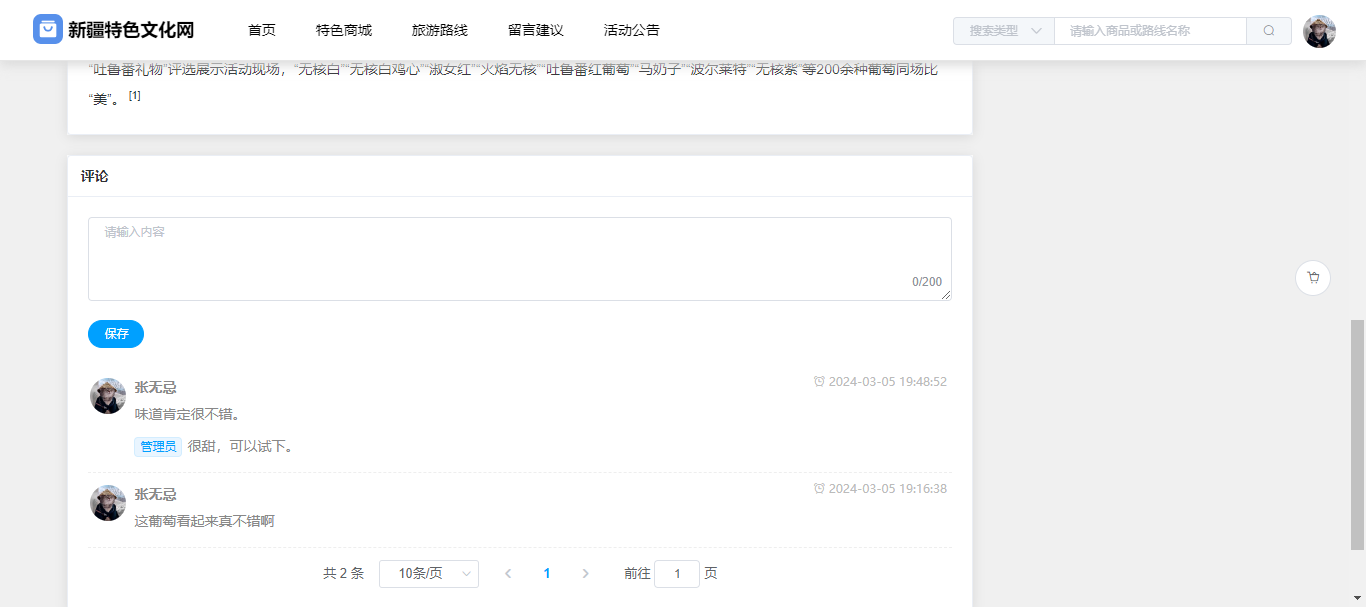 新疆特色文化网 首页 特色商城 旅游路线 留言建议 活动公告 搜索类型 请输入商品或路线名称
“吐鲁番礼物”评选展示活动现场，“无核白”“无核白鸡心”“淑女红”“火焰无核”“吐鲁番红葡萄”“马奶子”“波尔莱特”“无核紫”等200余种葡萄同场比
“美”。 [1]
评论
请输入内容
0/200
保存
张无忌 2024-03-05 19:48:52
味道肯定很不错。
管理员 很甜，可以试下。
张无忌 2024-03-05 19:16:38
这葡萄看起来真不错啊
共 2 条 10条/页 1 前往 1 页